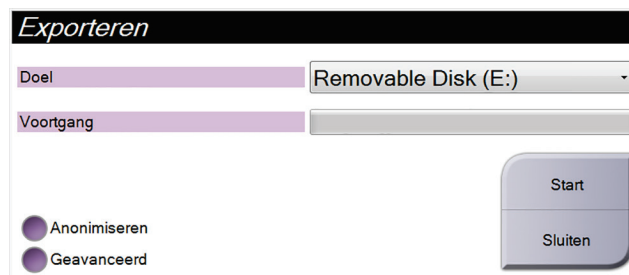 Exporteren
Doel
Removable Disk (E:)
Voortgang
Start
Sluiten
Anonimiseren
Geavanceerd